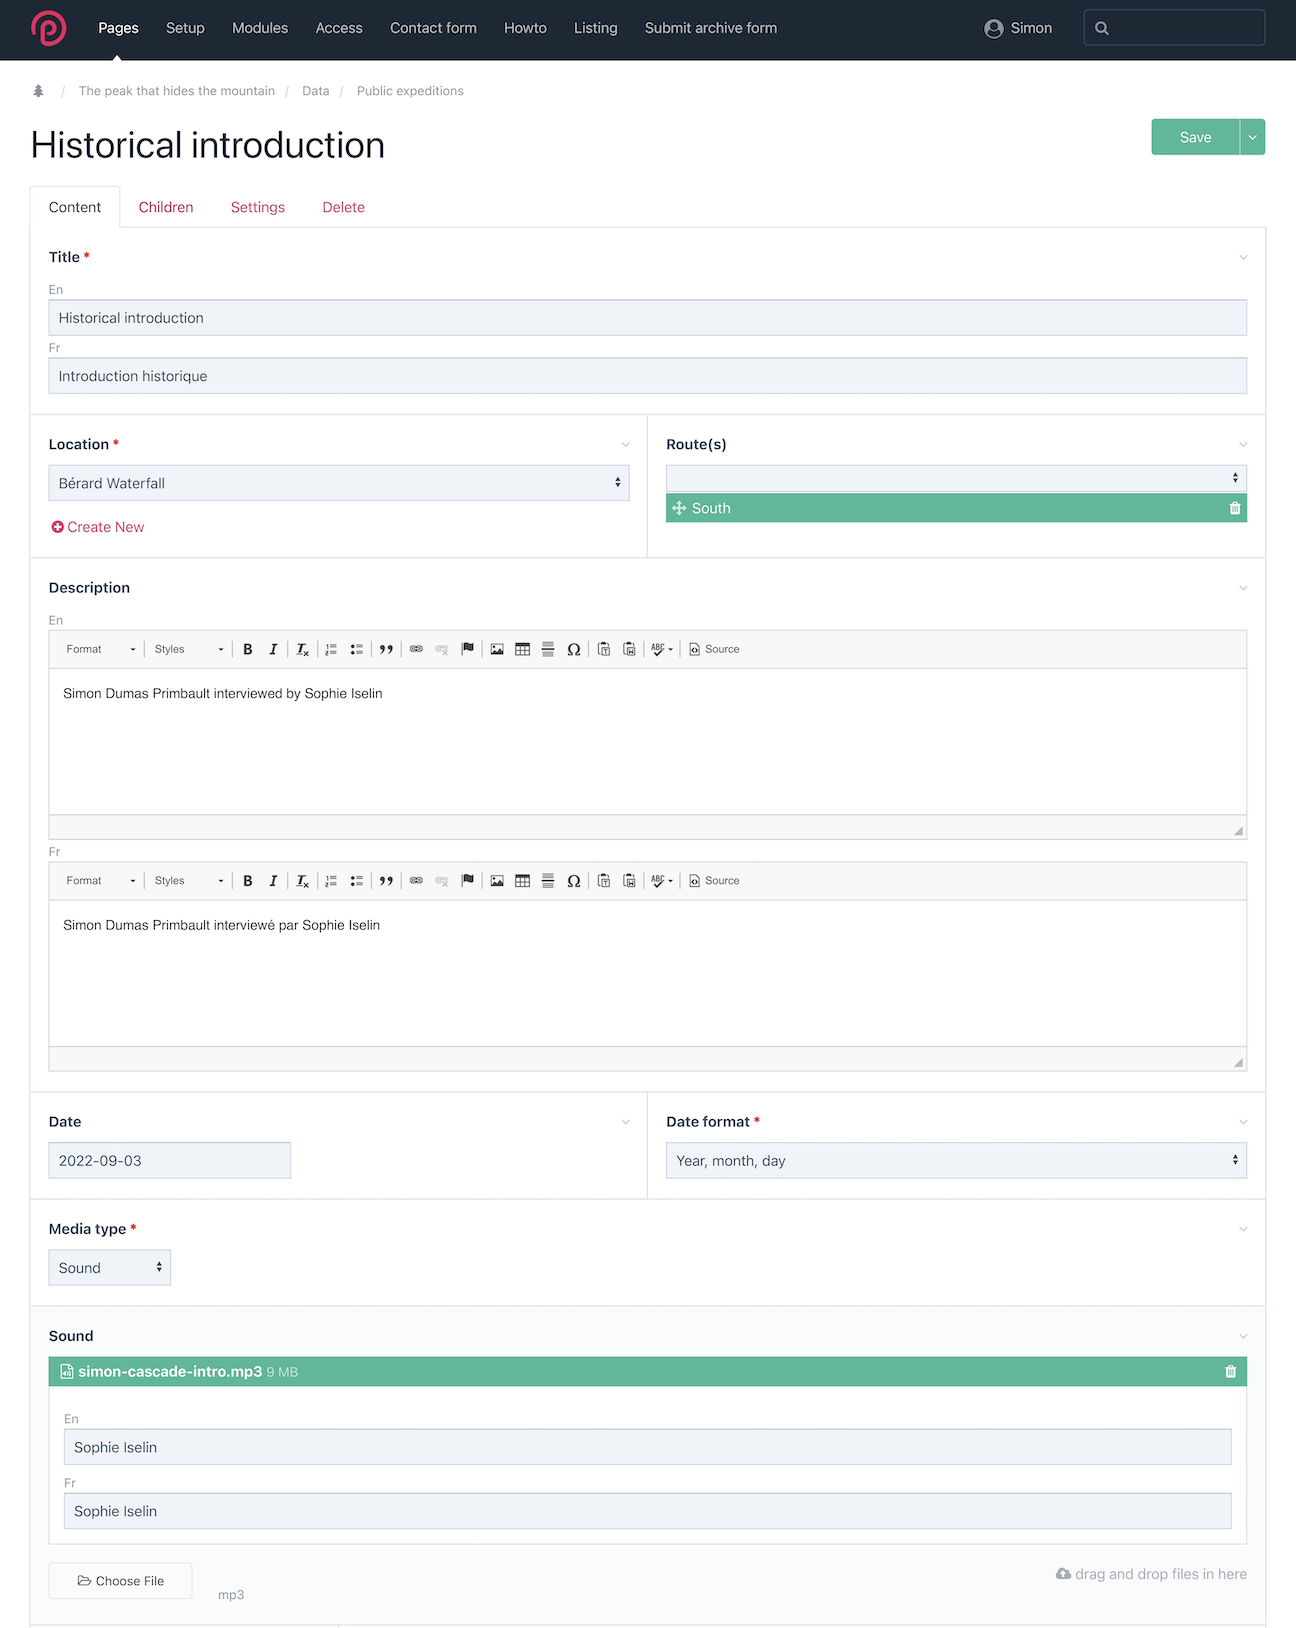 Pages Setup Modules Access Contact form Howto Listing Submit archive form Simon
/ The peak that hides the mountain / Data / Public expeditions
Historical introduction
Save
Content Children Settings Delete
Title *
En
Historical introduction
Fr
Introduction historique
Location *
Bérard Waterfall
Create New
Route(s)
South
Description
En
Format Styles B I Tx ABC Source
Simon Dumas Primbault interviewed by Sophie Iselin
Fr
Format Styles B I Tx ABC Source
Simon Dumas Primbault interviewé par Sophie Iselin
Date
2022-09-03
Date format *
Year, month, day
Media type *
Sound
Sound
simon-cascade-intro.mp3 9 MB
En
Sophie Iselin
Fr
Sophie Iselin
Choose File
mp3
drag and drop files in here